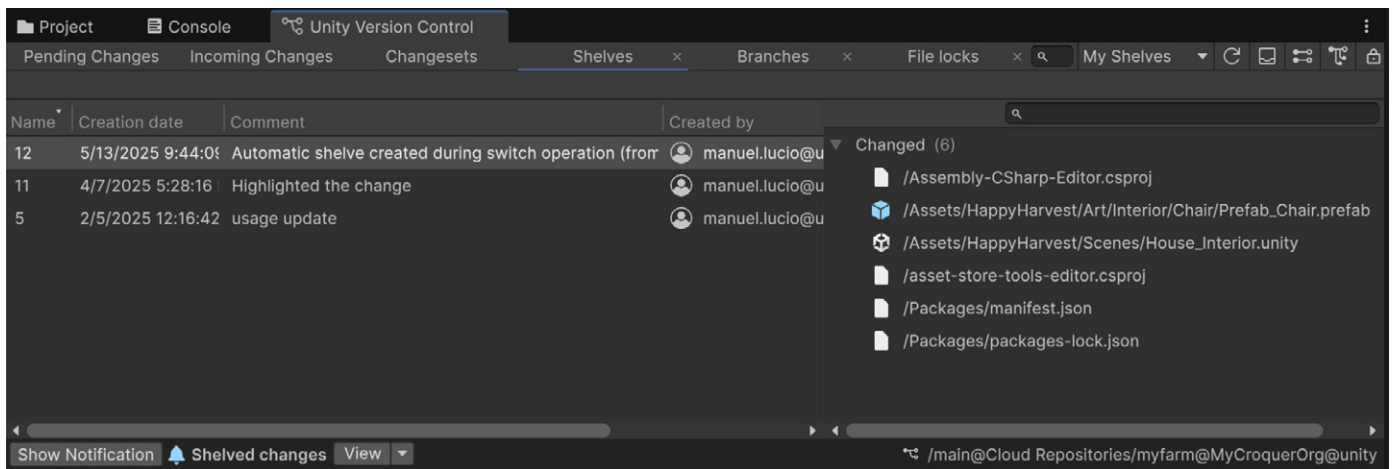 Project Console Unity Version Control
Pending Changes Incoming Changes Changesets Shelves × Branches × File locks × My Shelves
Name Creation date Comment Created by
Changed (6)
12 5/13/2025 9:44:09 Automatic shelve created during switch operation (from manuel.lucio@u
/Assembly-CSharp-Editor.csproj
11 4/7/2025 5:28:16 Highlighted the change manuel.lucio@u
/Assets/HappyHarvest/Art/Interior/Chair/Prefab_Chair.prefab
5 2/5/2025 12:16:42 usage update manuel.lucio@u
/Assets/HappyHarvest/Scenes/House_Interior.unity
/asset-store-tools-editor.csproj
/Packages/manifest.json
/Packages/packages-lock.json
Show Notification Shelved changes View /main@Cloud Repositories/myfarm@MyCroquerOrg@unity